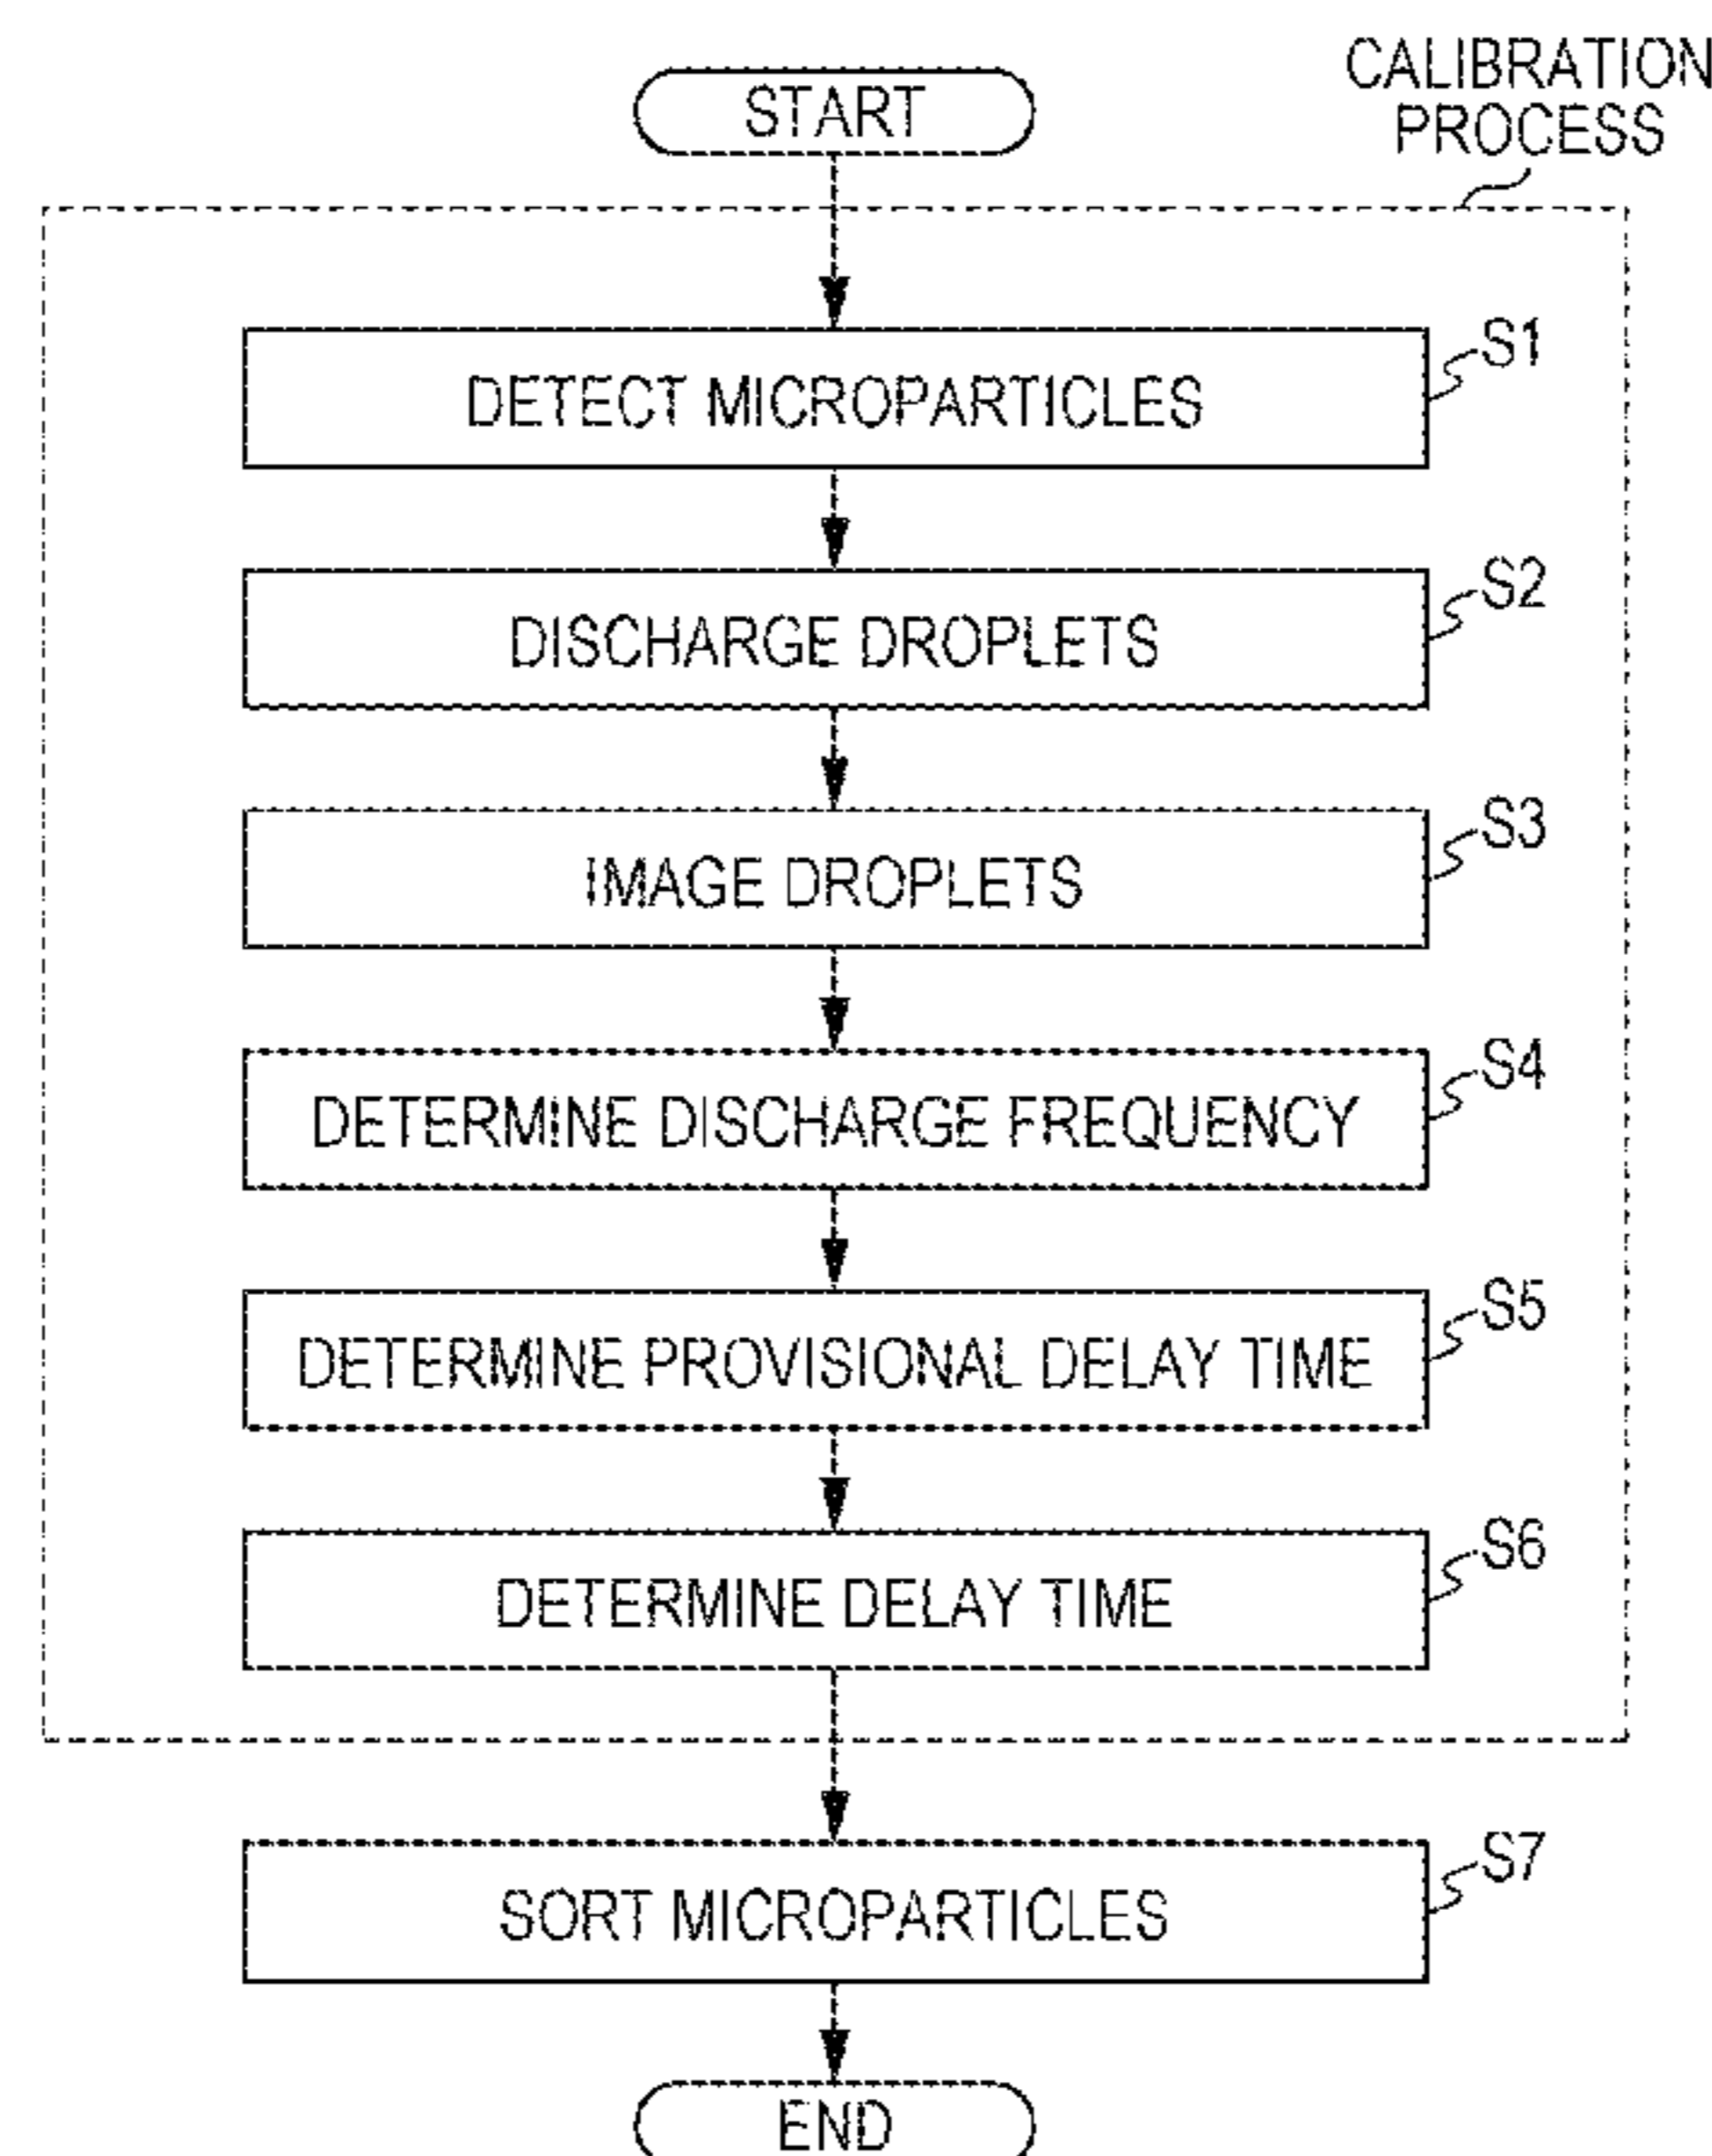 CALIBRATION
PROCESS
START
S1
DETECT MICROPARTICLES
S2
DISCHARGE DROPLETS
S3
IMAGE DROPLETS
S4
DETERMINE DISCHARGE FREQUENCY
S5
DETERMINE PROVISIONAL DELAY TIME
S6
DETERMINE DELAY TIME
S7
SORT MICROPARTICLES
END